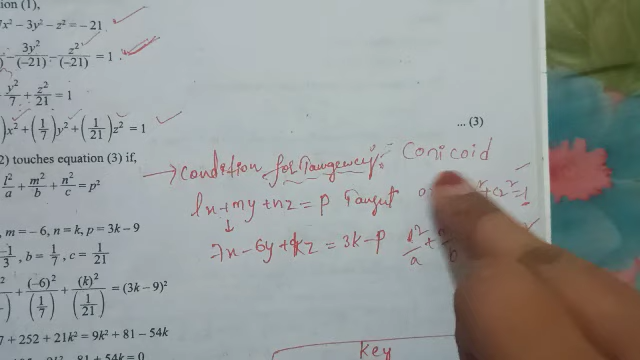 ion (1),
7x² − 3y² − z² = −21
3y²/(−21) − z²/(−21) = 1
y²/7 + z²/21 = 1
)x² + (1/7)y² + (1/21)z² = 1
... (3)
2) touches equation (3) if,
→ Condition for Tangency:- Conicoid
l²/a + m²/b + n²/c = p²
lx + my + nz = p Tangent
, m = −6, n = k, p = 3k − 9
7x − 6y + kz = 3k − p
1/3, b = 1/7, c = 1/21
+ (−6)²/(1/7) + (k)²/(1/21) = (3k − 9)²
7 + 252 + 21k² = 9k² + 81 − 54k
Key